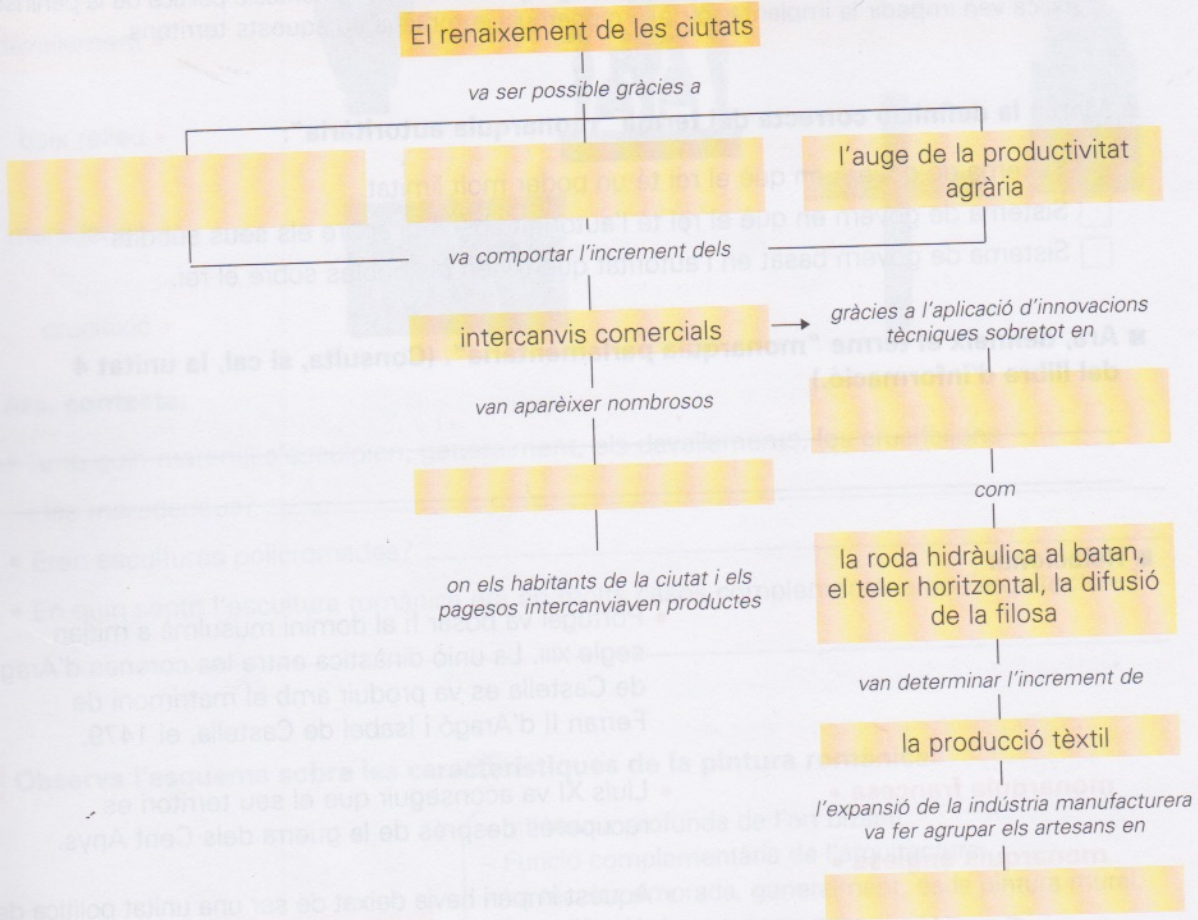 El renaixement de les ciutats
va ser possible gràcies a
l'auge de la productivitat
agrària
va comportar l'increment dels
intercanvis comercials
gràcies a l'aplicació d'innovacions
tècniques sobretot en
van aparèixer nombrosos
com
on els habitants de la ciutat i els
pagesos intercanviaven productes
la roda hidràulica al batan,
el teler horitzontal, la difusió
de la filosa
van determinar l'increment de
la producció tèxtil
l'expansió de la indústria manufacturera
va fer agrupar els artesans en